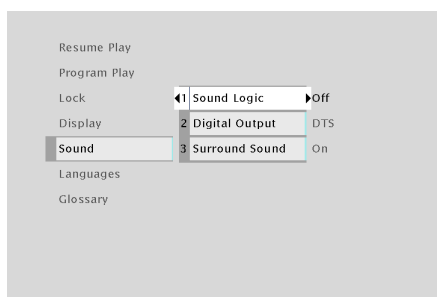 Resume Play
Program Play
Lock 1 Sound Logic Off
Display 2 Digital Output DTS
Sound 3 Surround Sound On
Languages
Glossary